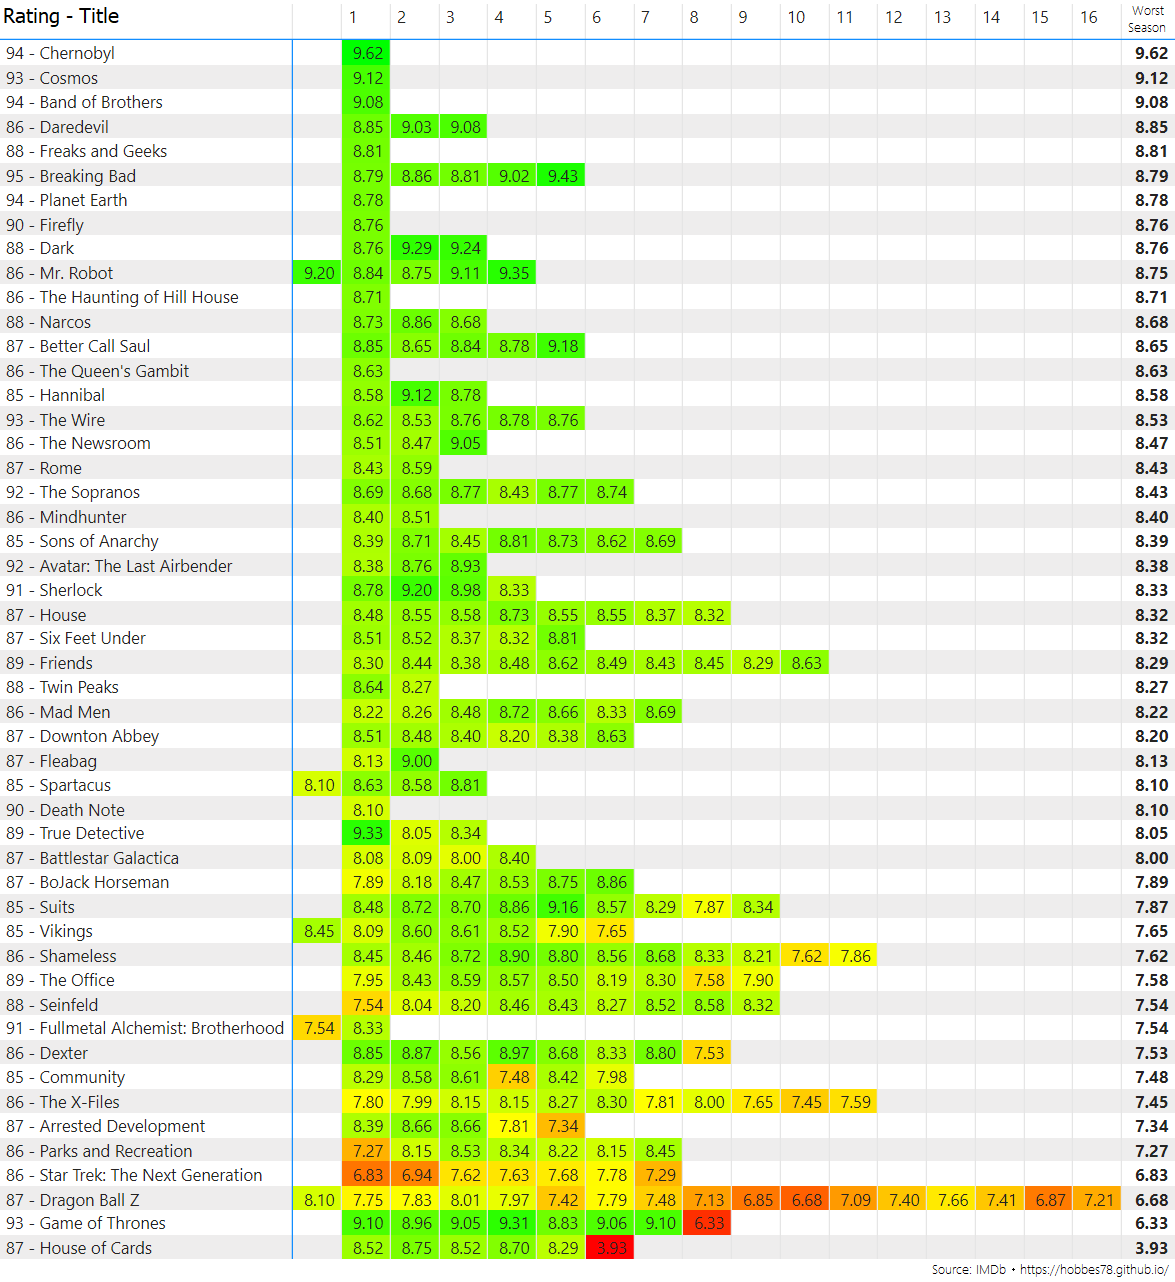 Rating - Title 1 2 3 4 5 6 7 8 9 10 11 12 13 14 15 16 Worst Season
94 - Chernobyl 9.62 9.62
93 - Cosmos 9.12 9.12
94 - Band of Brothers 9.08 9.08
86 - Daredevil 8.85 9.03 9.08 8.85
88 - Freaks and Geeks 8.81 8.81
95 - Breaking Bad 8.79 8.86 8.81 9.02 9.43 8.79
94 - Planet Earth 8.78 8.78
90 - Firefly 8.76 8.76
88 - Dark 8.76 9.29 9.24 8.76
86 - Mr. Robot 9.20 8.84 8.75 9.11 9.35 8.75
86 - The Haunting of Hill House 8.71 8.71
88 - Narcos 8.73 8.86 8.68 8.68
87 - Better Call Saul 8.85 8.65 8.84 8.78 9.18 8.65
86 - The Queen's Gambit 8.63 8.63
85 - Hannibal 8.58 9.12 8.78 8.58
93 - The Wire 8.62 8.53 8.76 8.78 8.76 8.53
86 - The Newsroom 8.51 8.47 9.05 8.47
87 - Rome 8.43 8.59 8.43
92 - The Sopranos 8.69 8.68 8.77 8.43 8.77 8.74 8.43
86 - Mindhunter 8.40 8.51 8.40
85 - Sons of Anarchy 8.39 8.71 8.45 8.81 8.73 8.62 8.69 8.39
92 - Avatar: The Last Airbender 8.38 8.76 8.93 8.38
91 - Sherlock 8.78 9.20 8.98 8.33 8.33
87 - House 8.48 8.55 8.58 8.73 8.55 8.55 8.37 8.32 8.32
87 - Six Feet Under 8.51 8.52 8.37 8.32 8.81 8.32
89 - Friends 8.30 8.44 8.38 8.48 8.62 8.49 8.43 8.45 8.29 8.63 8.29
88 - Twin Peaks 8.64 8.27 8.27
86 - Mad Men 8.22 8.26 8.48 8.72 8.66 8.33 8.69 8.22
87 - Downton Abbey 8.51 8.48 8.40 8.20 8.38 8.63 8.20
87 - Fleabag 8.13 9.00 8.13
85 - Spartacus 8.10 8.63 8.58 8.81 8.10
90 - Death Note 8.10 8.10
89 - True Detective 9.33 8.05 8.34 8.05
87 - Battlestar Galactica 8.08 8.09 8.00 8.40 8.00
87 - BoJack Horseman 7.89 8.18 8.47 8.53 8.75 8.86 7.89
85 - Suits 8.48 8.72 8.70 8.86 9.16 8.57 8.29 7.87 8.34 7.87
85 - Vikings 8.45 8.09 8.60 8.61 8.52 7.90 7.65 7.65
86 - Shameless 8.45 8.46 8.72 8.90 8.80 8.56 8.68 8.33 8.21 7.62 7.86 7.62
89 - The Office 7.95 8.43 8.59 8.57 8.50 8.19 8.30 7.58 7.90 7.58
88 - Seinfeld 7.54 8.04 8.20 8.46 8.43 8.27 8.52 8.58 8.32 7.54
91 - Fullmetal Alchemist: Brotherhood 7.54 8.33 7.54
86 - Dexter 8.85 8.87 8.56 8.97 8.68 8.33 8.80 7.53 7.53
85 - Community 8.29 8.58 8.61 7.48 8.42 7.98 7.48
86 - The X-Files 7.80 7.99 8.15 8.15 8.27 8.30 7.81 8.00 7.65 7.45 7.59 7.45
87 - Arrested Development 8.39 8.66 8.66 7.81 7.34 7.34
86 - Parks and Recreation 7.27 8.15 8.53 8.34 8.22 8.15 8.45 7.27
86 - Star Trek: The Next Generation 6.83 6.94 7.62 7.63 7.68 7.78 7.29 6.83
87 - Dragon Ball Z 8.10 7.75 7.83 8.01 7.97 7.42 7.79 7.48 7.13 6.85 6.68 7.09 7.40 7.66 7.41 6.87 7.21 6.68
93 - Game of Thrones 9.10 8.96 9.05 9.31 8.83 9.06 9.10 6.33 6.33
87 - House of Cards 8.52 8.75 8.52 8.70 8.29 3.93 3.93
Source: IMDb • https://hobbes78.github.io/